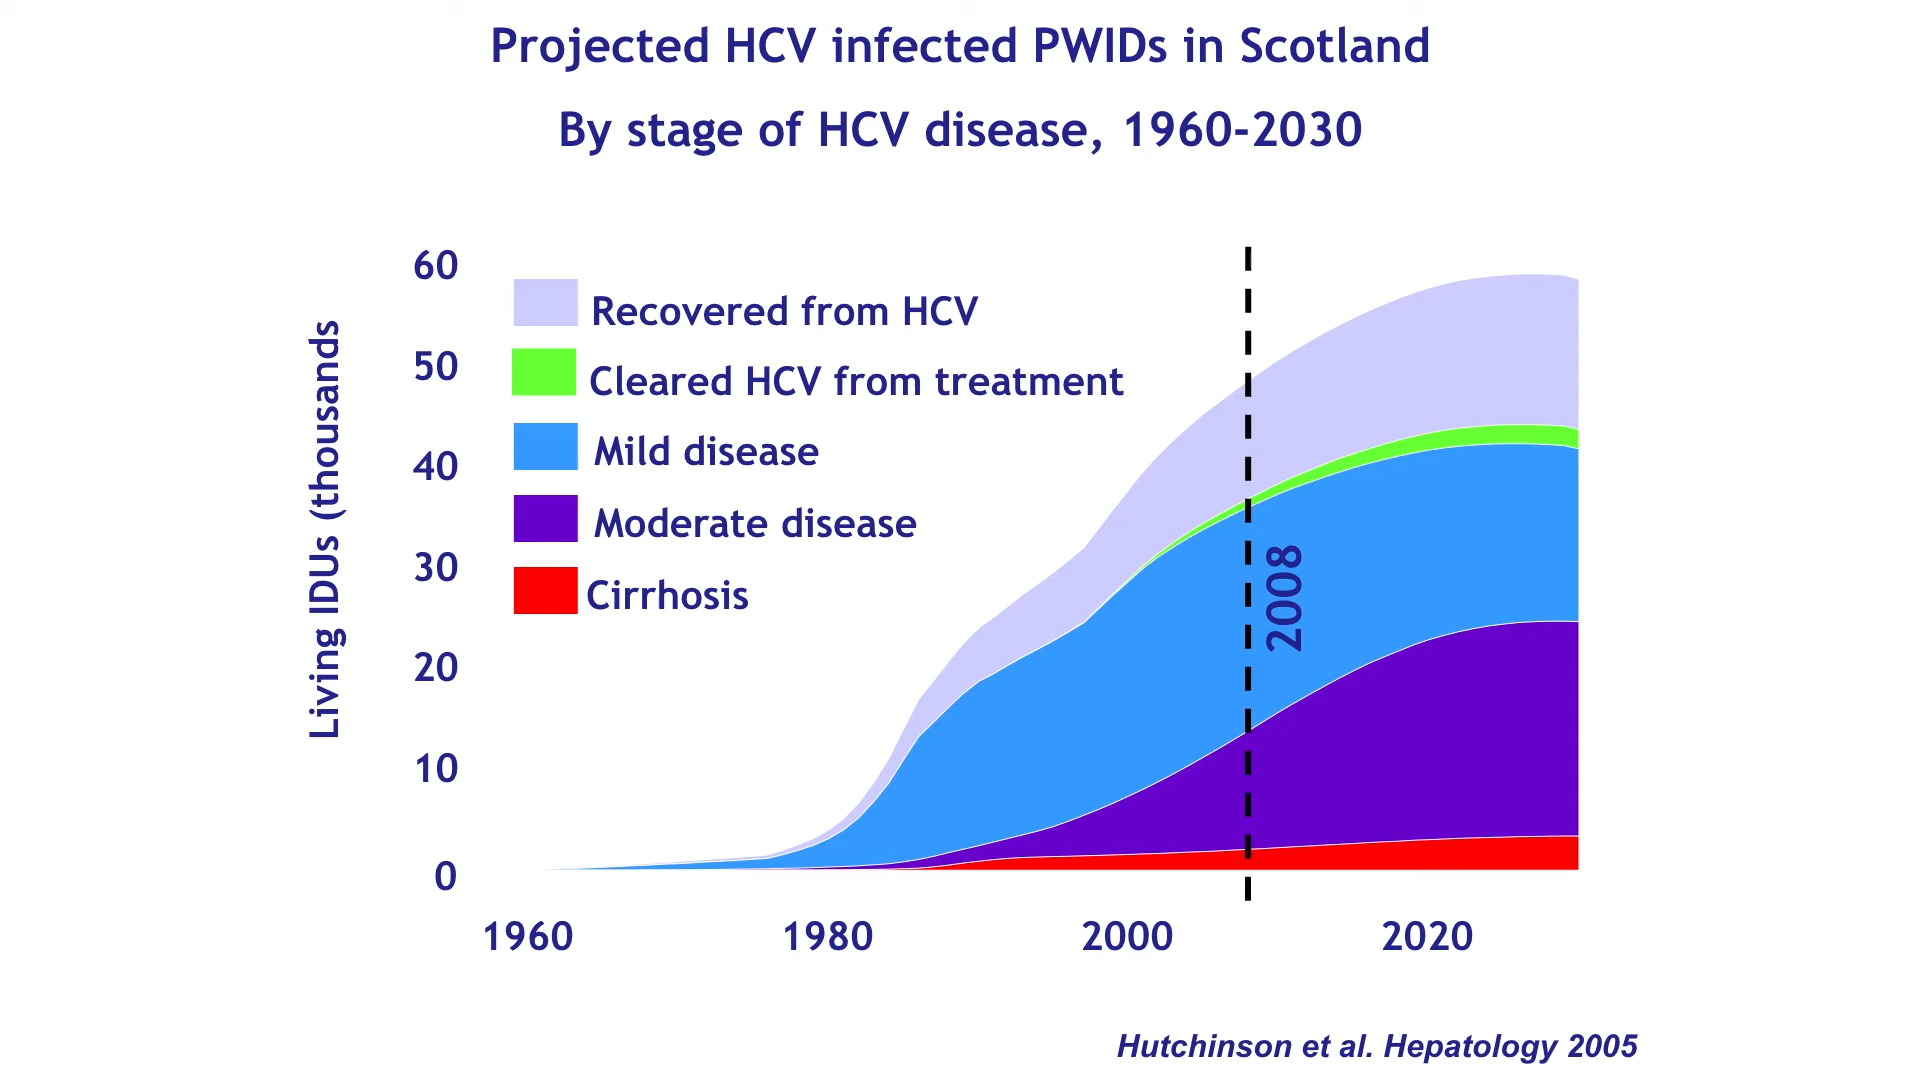 Projected HCV infected PWIDs in Scotland
By stage of HCV disease, 1960-2030
Living IDUs (thousands
60
50
40
30
20
10
0
Recovered from HCV
Cleared HCV from treatment
Mild disease
Moderate disease
Cirrhosis
2008
1960
1980
2000
2020
Hutchinson et al. Hepatology 2005